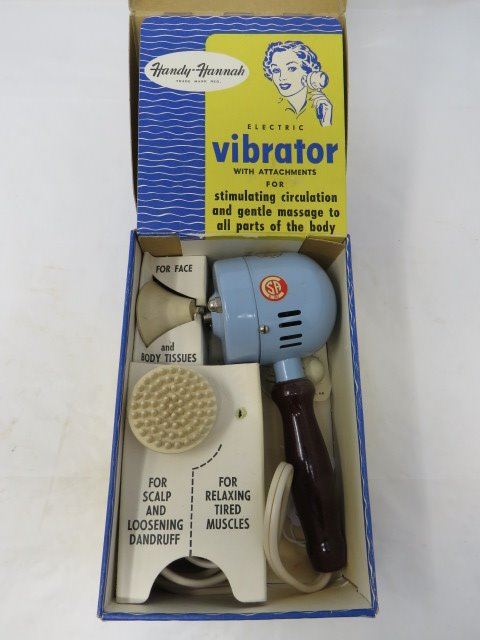 Handy-Hannah
TRADE MARK REG.
ELECTRIC
vibrator
WITH ATTACHMENTS
FOR
stimulating circulation
and gentle massage to
all parts of the body
FOR FACE
and
BODY TISSUES
FOR
SCALP
AND
LOOSENING
DANDRUFF
FOR
RELAXING
TIRED
MUSCLES